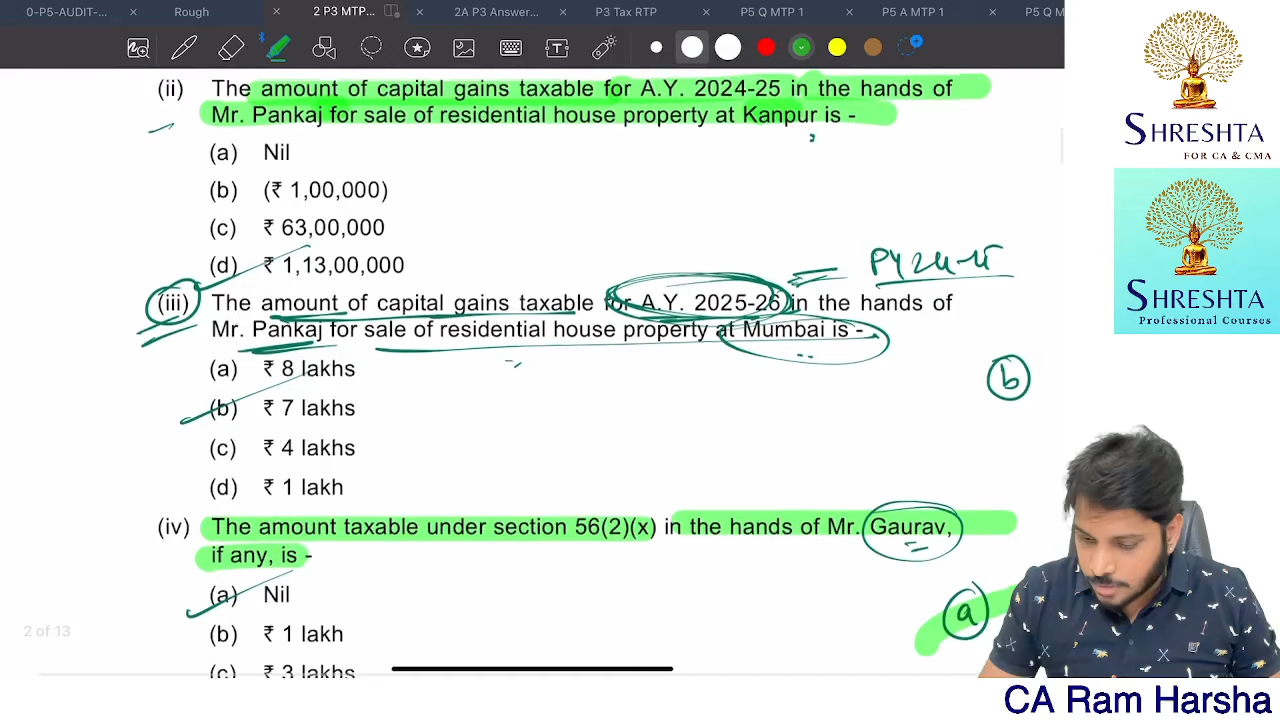 0-P5-AUDIT-...
Rough
2 P3 MTP...
2A P3 Answer...
P3 Tax RTP
P5 Q MTP 1
P5 A MTP 1
P5 Q M
(ii) The amount of capital gains taxable for A.Y. 2024-25 in the hands of
Mr. Pankaj for sale of residential house property at Kanpur is -
(a) Nil
(b) (₹ 1,00,000)
(c) ₹ 63,00,000
(d) ₹ 1,13,00,000
PY 24-25
(iii) The amount of capital gains taxable for A.Y. 2025-26 in the hands of
Mr. Pankaj for sale of residential house property at Mumbai is -
(a) ₹ 8 lakhs
b
(b) ₹ 7 lakhs
(c) ₹ 4 lakhs
(d) ₹ 1 lakh
(iv) The amount taxable under section 56(2)(x) in the hands of Mr. Gaurav,
if any, is -
(a) Nil
a
(b) ₹ 1 lakh
(c) ₹ 3 lakhs
2 of 13
SHRESHTA
FOR CA & CMA
SHRESHTA
Professional Courses
CA Ram Harsha